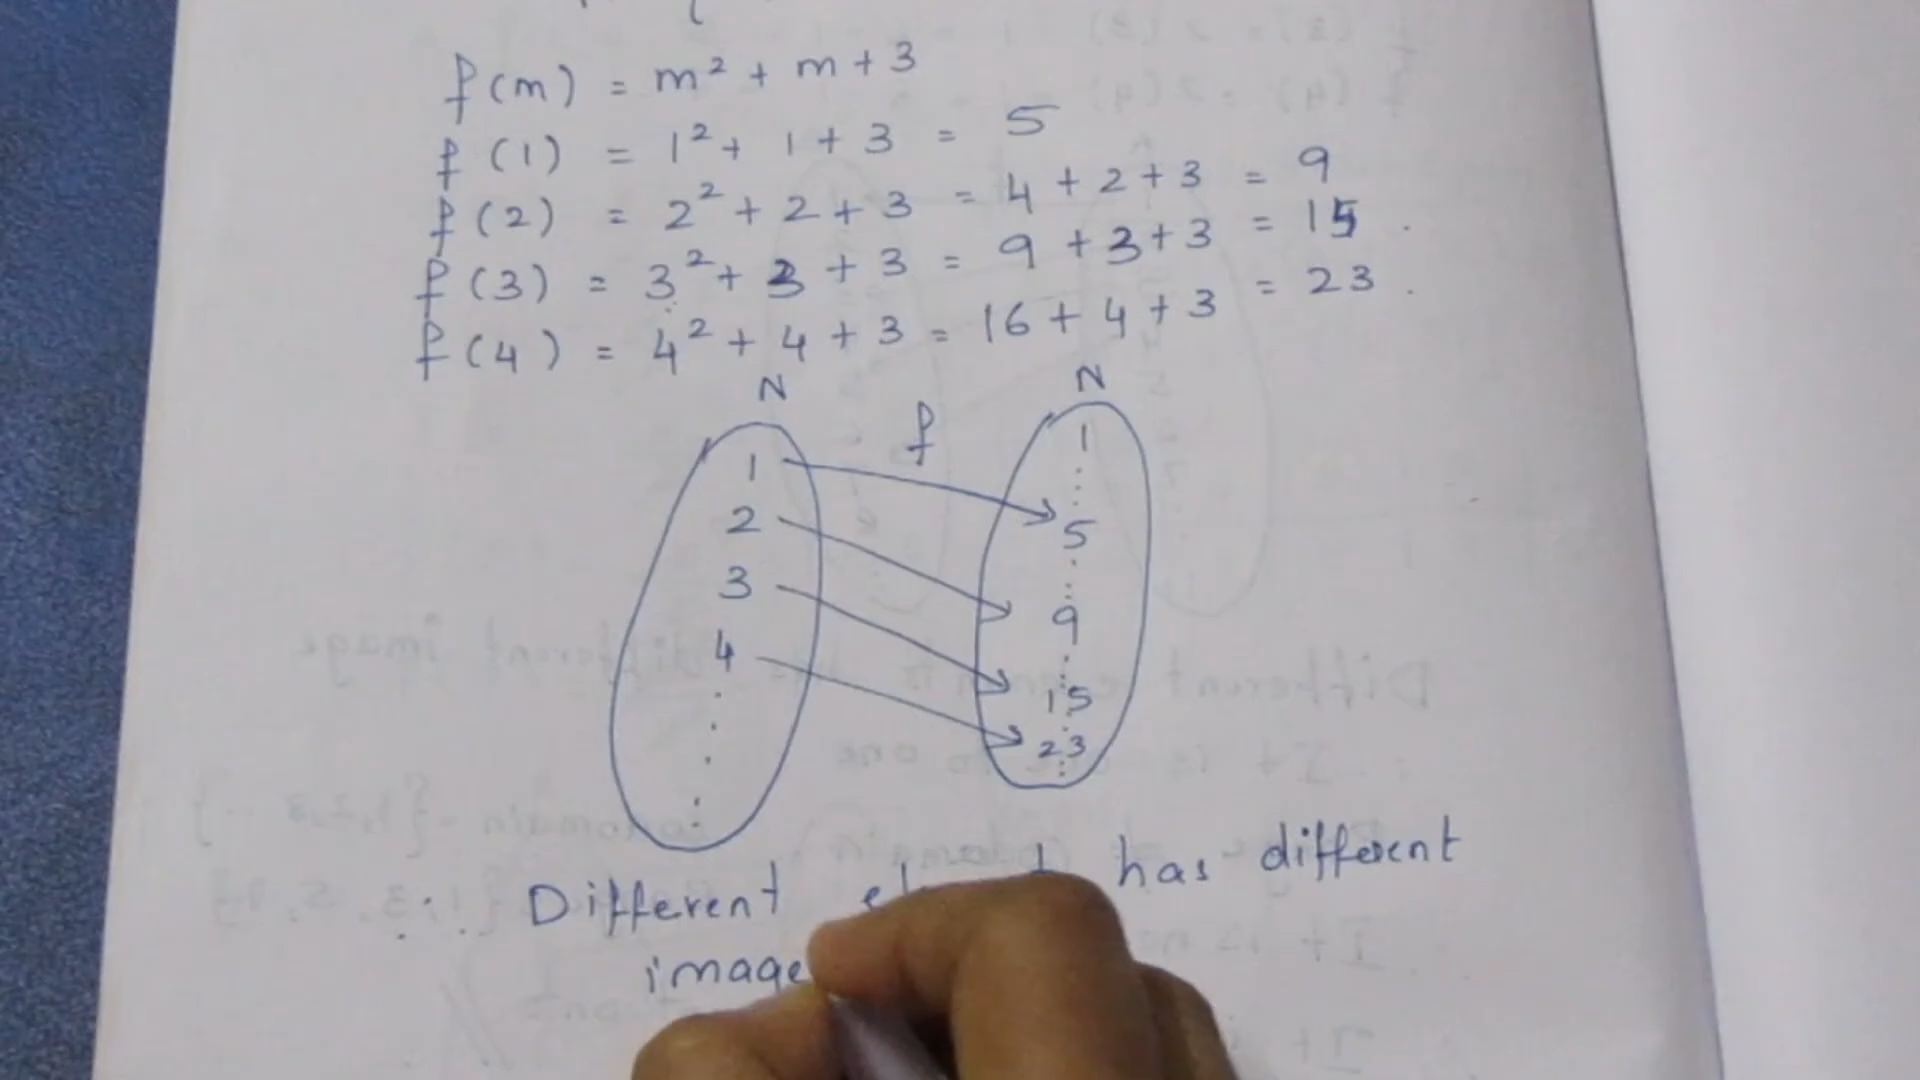 f(m) = m² + m + 3
f(1) = 1² + 1 + 3 = 5
f(2) = 2² + 2 + 3 = 4 + 2 + 3 = 9
f(3) = 3² + 3 + 3 = 9 + 3 + 3 = 15.
f(4) = 4² + 4 + 3 = 16 + 4 + 3 = 23.
N
N
f
1
2
3
4
1
5
9
15
23
∴ Different has different
image